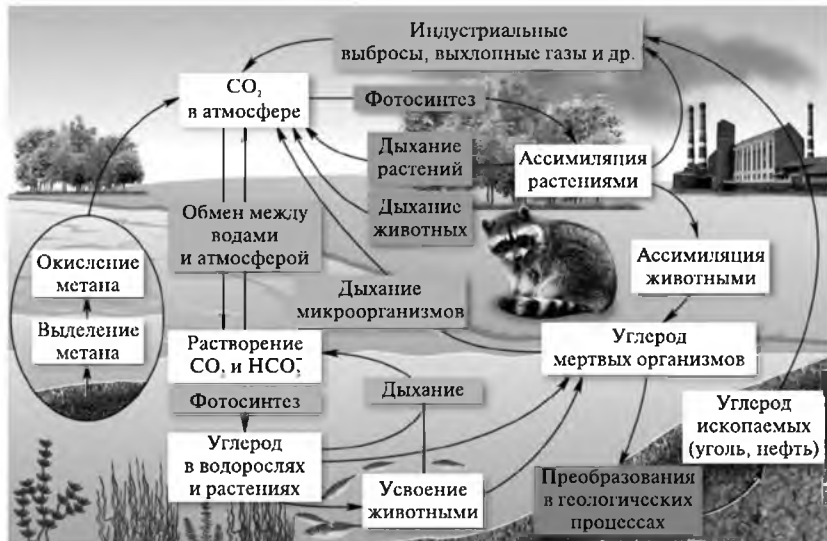 Индустриальные
выбросы, выхлопные газы и др.
CO₂
в атмосфере
Фотосинтез
Дыхание
растений
Ассимиляция
растениями
Дыхание
животных
Обмен между
водами
и атмосферой
Ассимиляция
животными
Окисление
метана
Дыхание
микроорганизмов
Выделение
метана
Растворение
CO₂ и HCO₃⁻
Углерод
мертвых организмов
Фотосинтез
Дыхание
Углерод
ископаемых
(уголь, нефть)
Углерод
в водорослях
и растениях
Усвоение
животными
Преобразования
в геологических
процессах